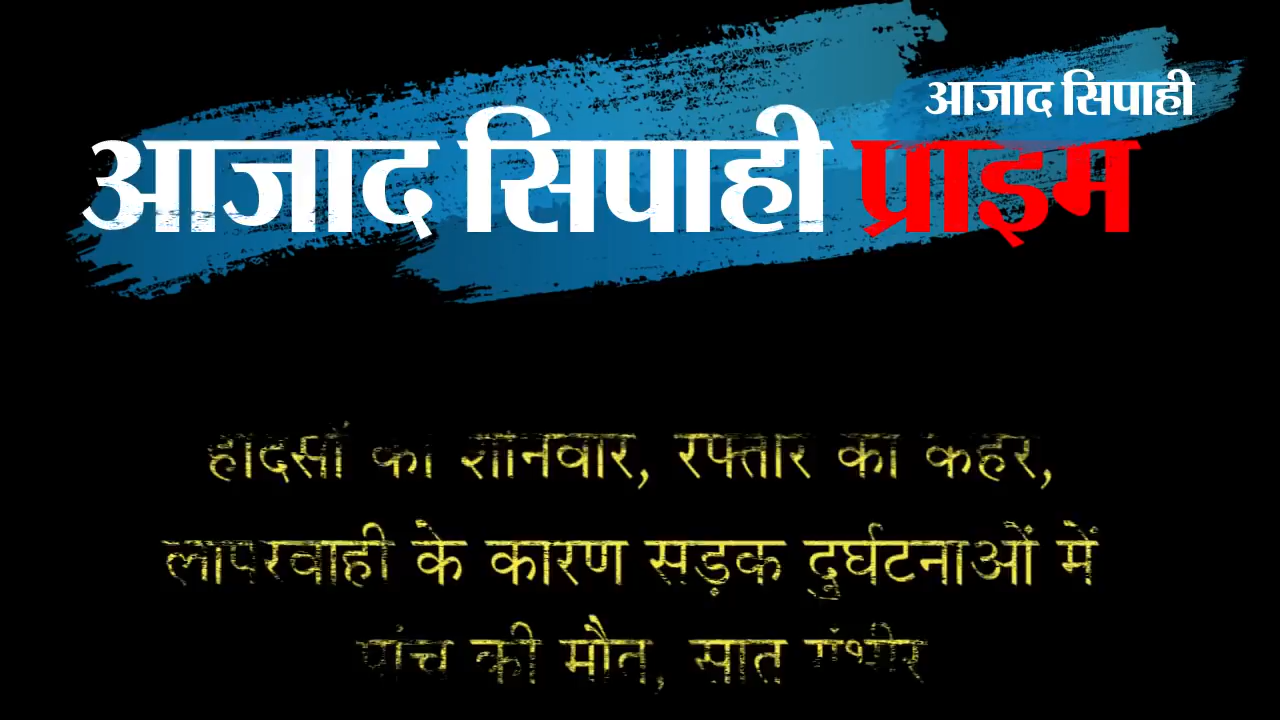 आजाद सिपाही
आजाद सिपाही प्राइम
हादसों का शनिवार, रफ्तार का कहर,
लापरवाही के कारण सड़क दुर्घटनाओं में
पांच की मौत, सात गंभीर